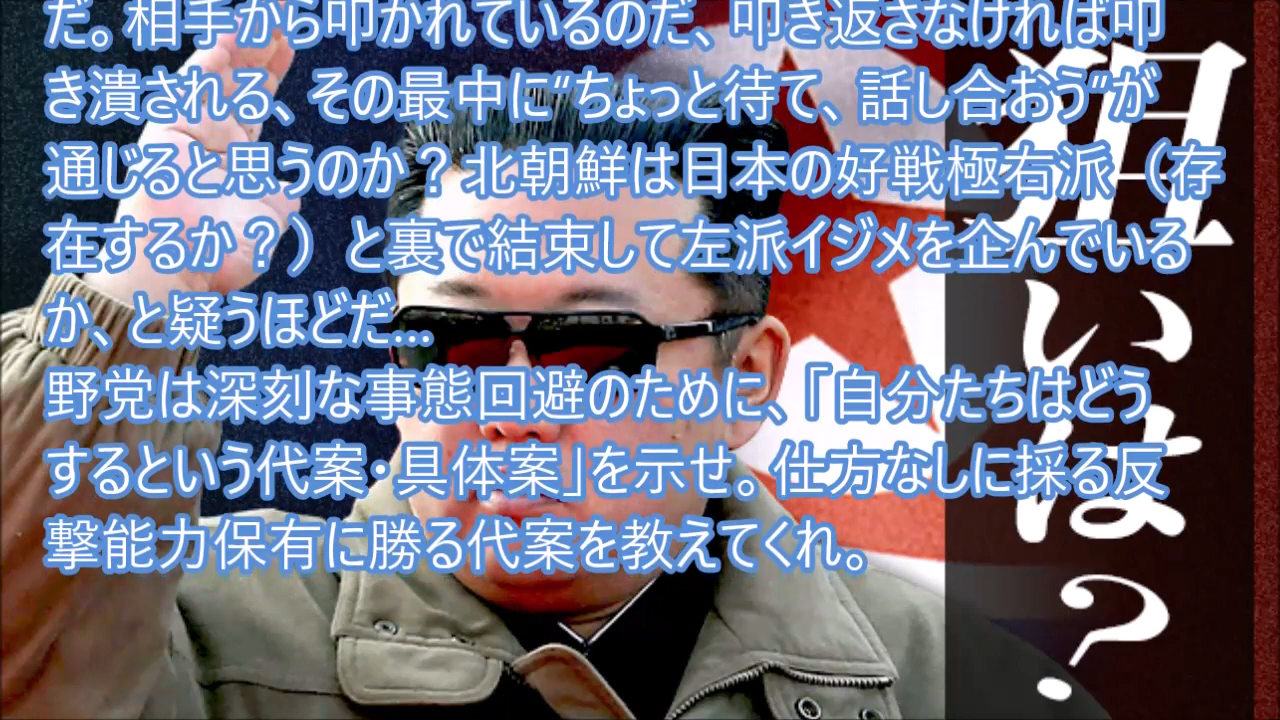 だ。相手から叩かれているのだ、叩き返さなければ叩
き潰される、その最中に“ちょっと待て、話し合おう”が
通じると思うのか？北朝鮮は日本の好戦極右派（存
在するか？）と裏で結束して左派イジメを企んでいる
か、と疑うほどだ…
野党は深刻な事態回避のために、「自分たちはどう
するという代案・具体案」を示せ。仕方なしに採る反
撃能力保有に勝る代案を教えてくれ。
狙いは？